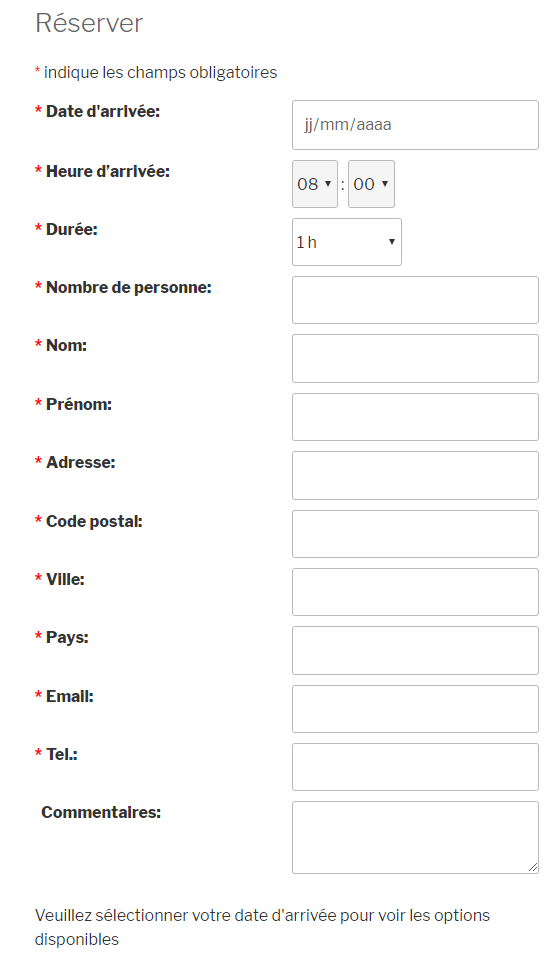 Réserver
* indique les champs obligatoires
* Date d'arrivée: jj/mm/aaaa
* Heure d’arrivée: 08 : 00
* Durée: 1 h
* Nombre de personne:
* Nom:
* Prénom:
* Adresse:
* Code postal:
* Ville:
* Pays:
* Email:
* Tel.:
Commentaires:
Veuillez sélectionner votre date d'arrivée pour voir les options
disponibles